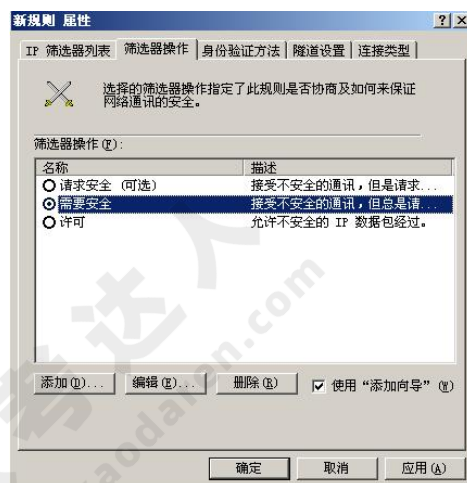 新规则 属性
IP 筛选器列表 筛选器操作 身份验证方法 隧道设置 连接类型
选择的筛选器操作指定了此规则是否协商及如何来保证
网络通讯的安全。
筛选器操作(F):
名称 描述
请求安全 (可选) 接受不安全的通讯，但是请求...
需要安全 接受不安全的通讯，但总是请...
许可 允许不安全的 IP 数据包经过。
添加(D)... 编辑(E)... 删除(R) 使用“添加向导”(W)
确定 取消 应用(A)